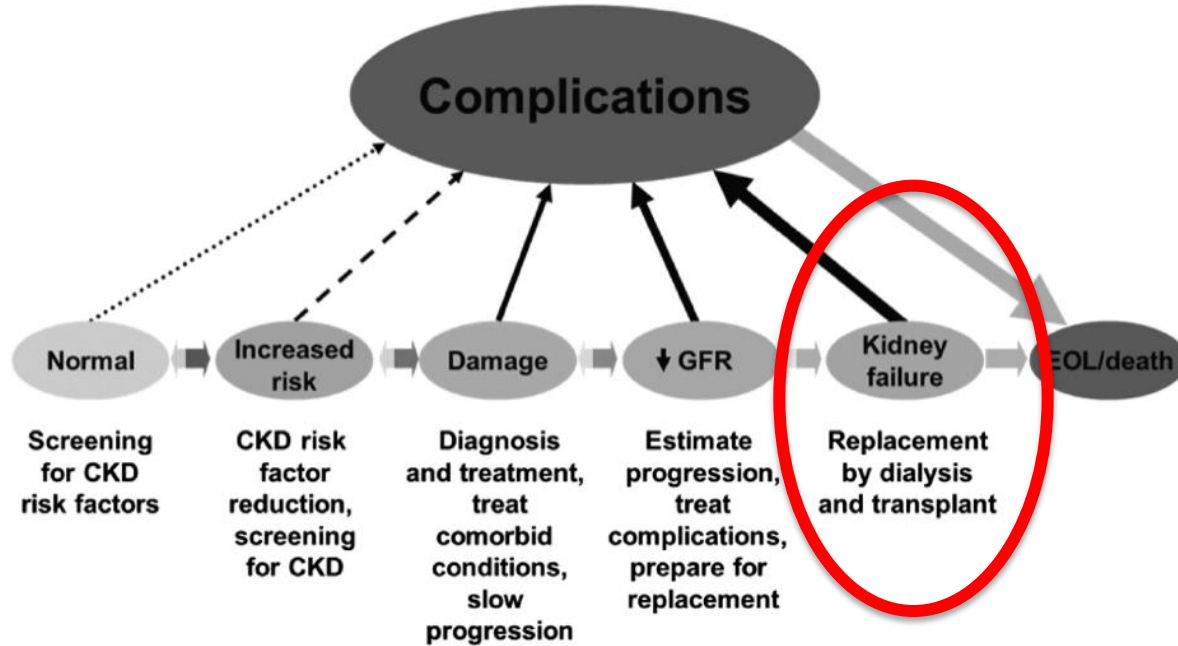 Complications
Normal
Increased
risk
Damage
↓ GFR
Kidney
failure
EOL/death
Screening
for CKD
risk factors
CKD risk
factor
reduction,
screening
for CKD
Diagnosis
and treatment,
treat
comorbid
conditions,
slow
progression
Estimate
progression,
treat
complications,
prepare for
replacement
Replacement
by dialysis
and transplant